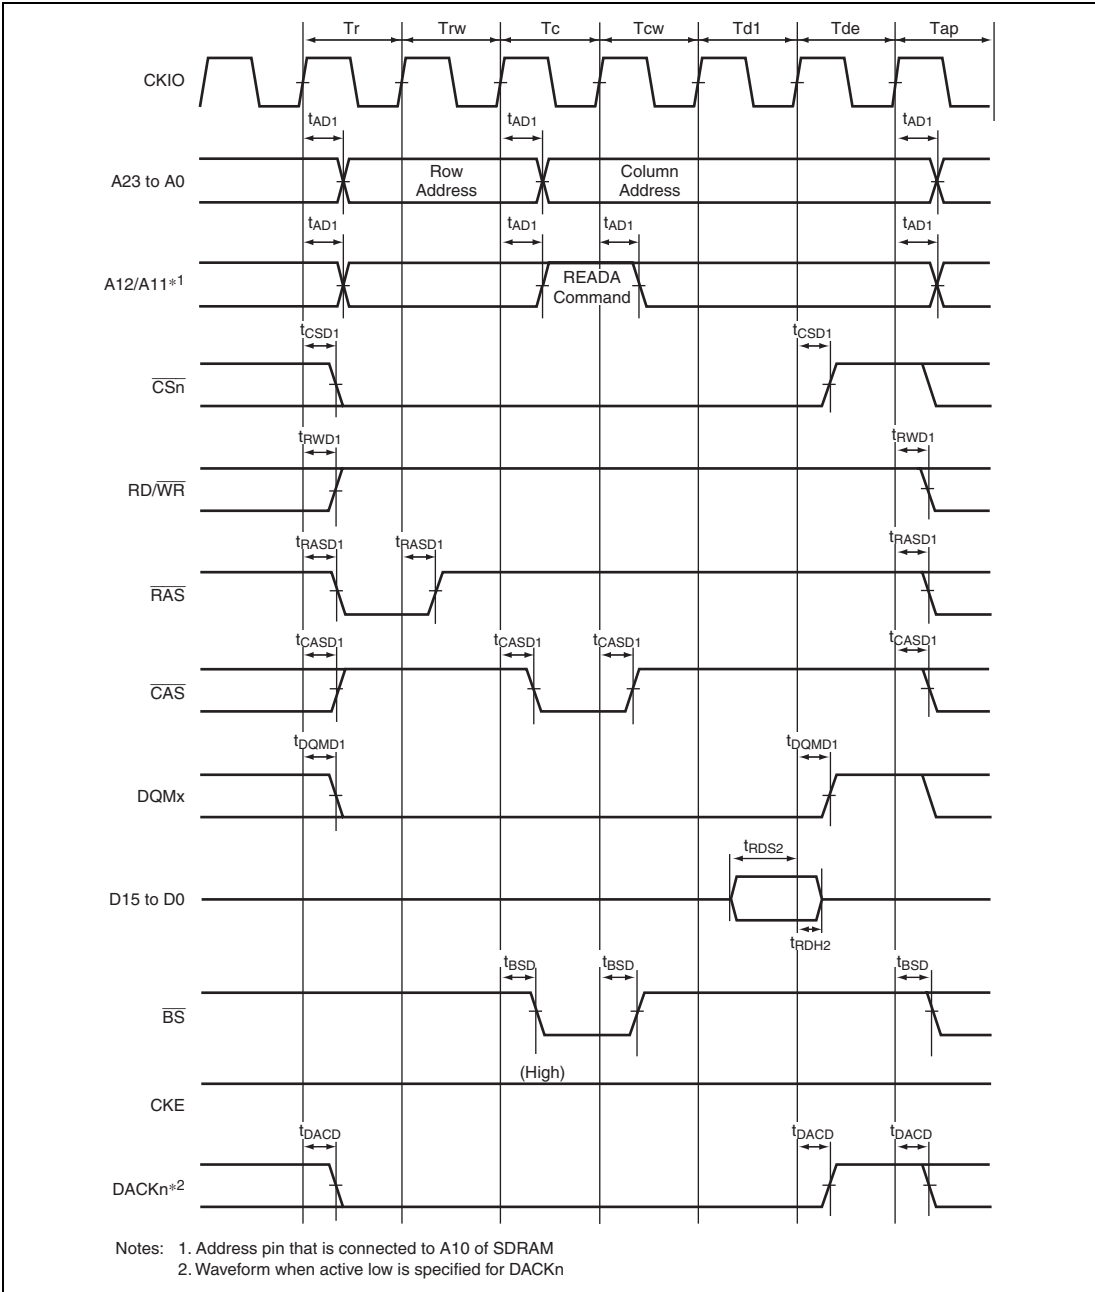 Tr Trw Tc Tcw Td1 Tde Tap
CKIO
tAD1 tAD1 tAD1
A23 to A0
Row Address
Column Address
tAD1 tAD1 tAD1 tAD1
A12/A11*1
READA Command
tCSD1 tCSD1
CSn
tRWD1 tRWD1
RD/WR
tRASD1 tRASD1 tRASD1
RAS
tCASD1 tCASD1 tCASD1 tCASD1
CAS
tDQMD1 tDQMD1
DQMx
tRDS2
D15 to D0
tRDH2
tBSD tBSD tBSD
BS
(High)
CKE
tDACD tDACD tDACD
DACKn*2
Notes: 1. Address pin that is connected to A10 of SDRAM
2. Waveform when active low is specified for DACKn